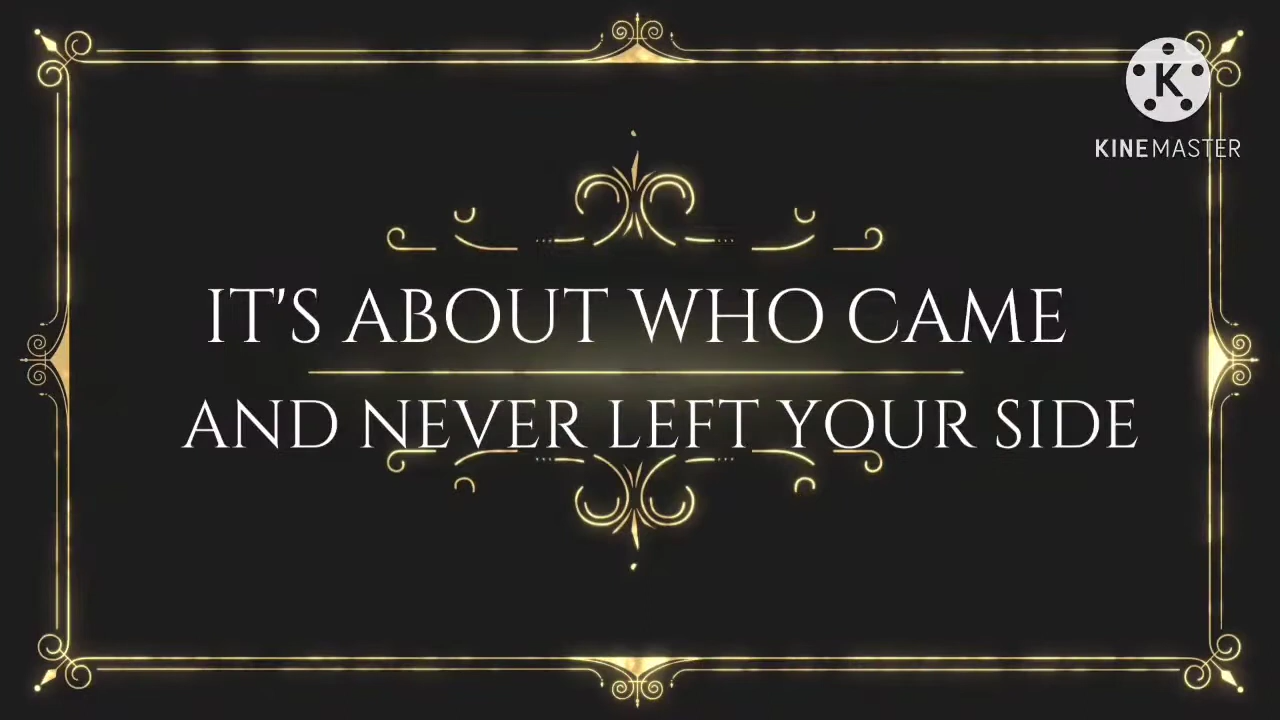 K
KINEMASTER
IT'S ABOUT WHO CAME
AND NEVER LEFT YOUR SIDE